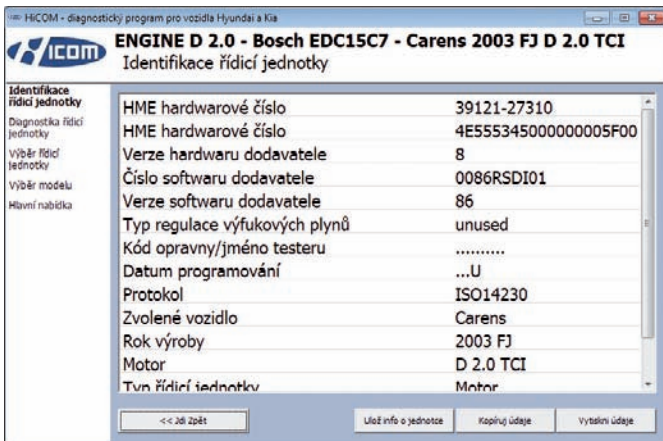 HiCOM - diagnostický program pro vozidla Hyundai a Kia
HICOM
ENGINE D 2.0 - Bosch EDC15C7 - Carens 2003 FJ D 2.0 TCI
Identifikace řídicí jednotky
Identifikace
řídicí jednotky
Diagnostika řídicí
jednotky
Výběr řídicí
jednotky
Výběr modelu
Hlavní nabídka
HME hardwarové číslo 39121-27310
HME hardwarové číslo 4E555345000000005F00
Verze hardwaru dodavatele 8
Číslo softwaru dodavatele 0086RSDI01
Verze softwaru dodavatele 86
Typ regulace výfukových plynů unused
Kód opravny/jméno testeru ..........
Datum programování ...U
Protokol ISO14230
Zvolené vozidlo Carens
Rok výroby 2003 FJ
Motor D 2.0 TCI
Typ řídicí jednotky Motor
<< Jdi Zpět
Ulož info o jednotce
Kopíruj údaje
Vytiskni údaje